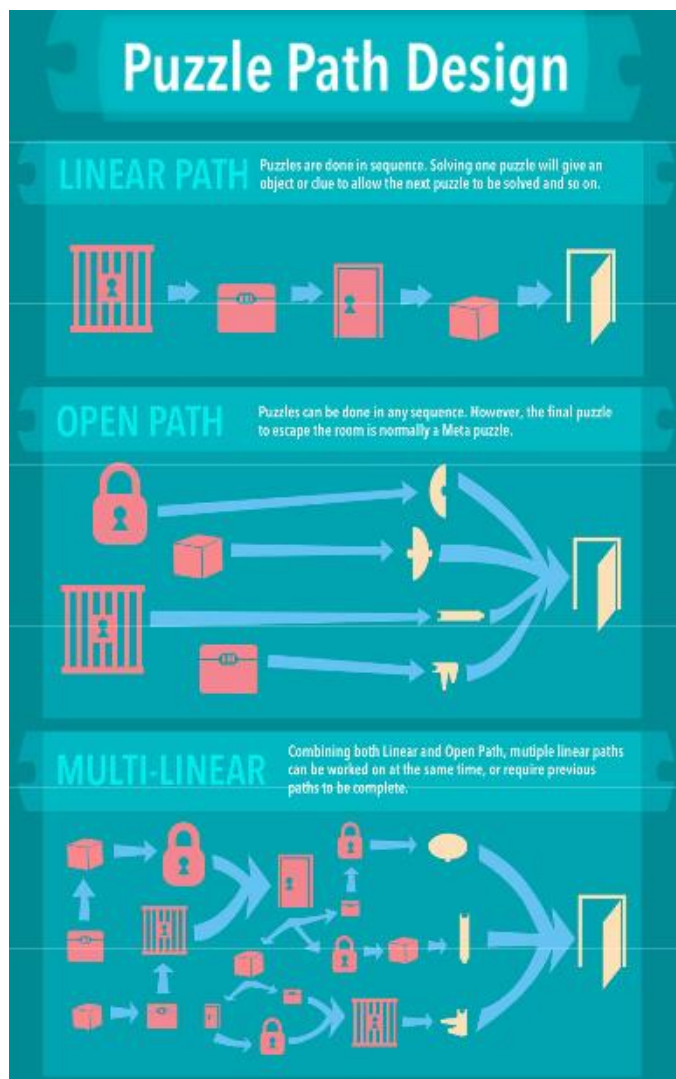 Puzzle Path Design
LINEAR PATH
Puzzles are done in sequence. Solving one puzzle will give an
object or clue to allow the next puzzle to be solved and so on.
OPEN PATH
Puzzles can be done in any sequence. However, the final puzzle
to escape the room is normally a Meta puzzle.
MULTI-LINEAR
Combining both Linear and Open Path, mutiple linear paths
can be worked on at the same time, or require previous
paths to be complete.